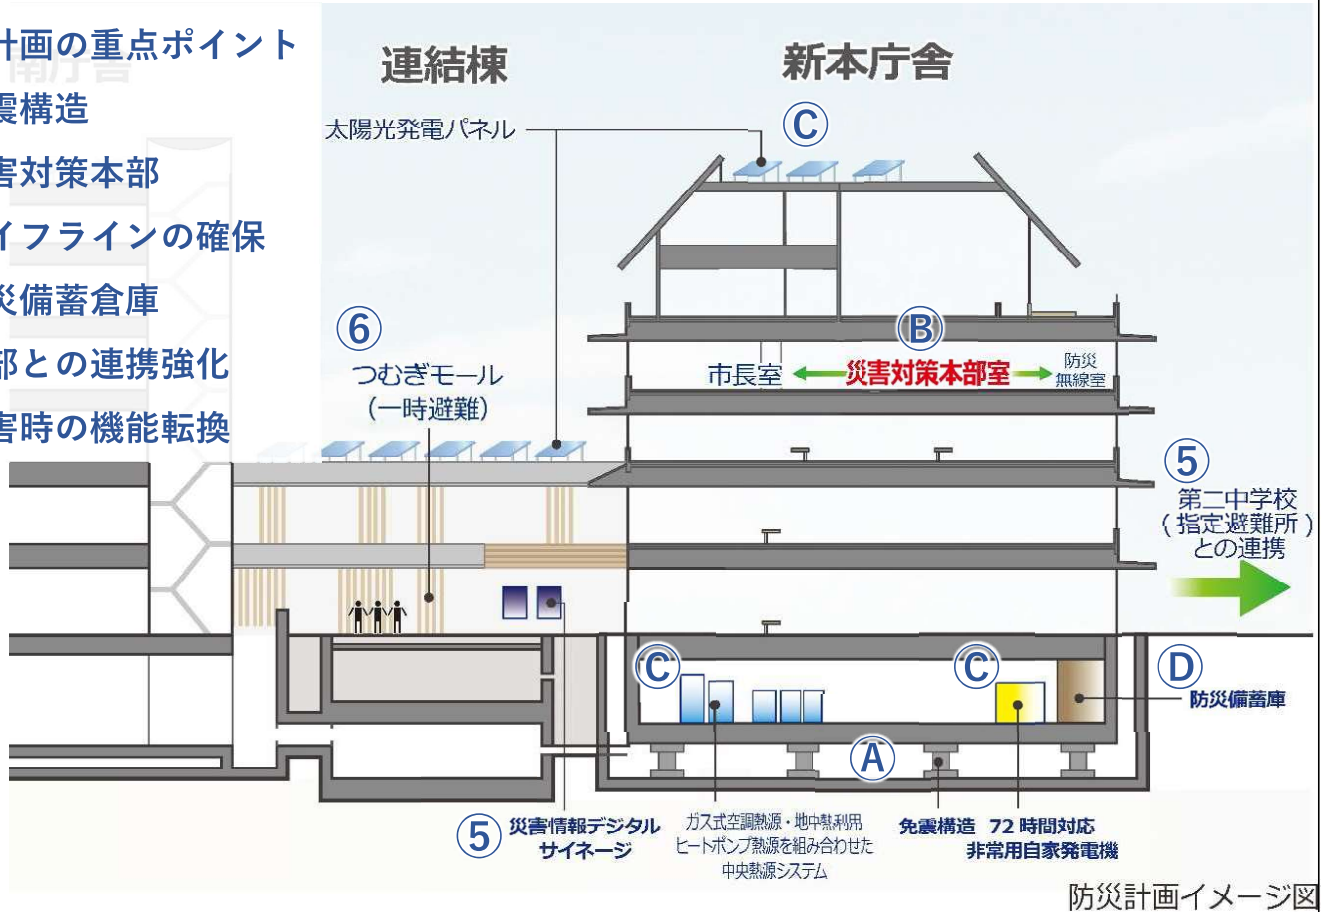 計画の重点ポイント
南庁舎
震構造
害対策本部
イフラインの確保
災備蓄倉庫
部との連携強化
害時の機能転換
連結棟
新本庁舎
太陽光発電パネル
Ⓒ
⑥
つむぎモール
(一時避難)
Ⓑ
市長室
災害対策本部室
防災
無線室
⑤
第二中学校
(指定避難所)
との連携
Ⓒ
Ⓒ
Ⓓ
防災備蓄庫
Ⓐ
⑤
災害情報デジタル
サイネージ
ガス式空調熱源・地中熱利用
ヒートポンプ熱源を組み合わせた
中央熱源システム
免震構造
72時間対応
非常用自家発電機
防災計画イメージ図